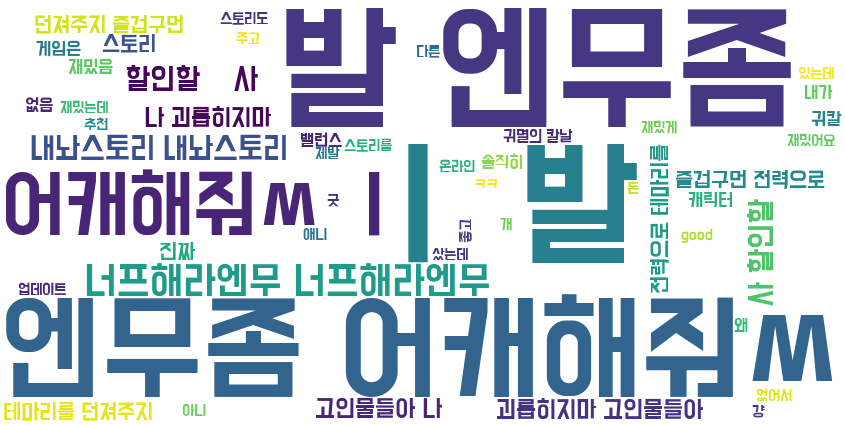 던져주지 즐겁구먼
스토리도
게임은
스토리
주고
발
엔무좀
다른
재밌음
할인할
사
있는데
내가
없음
재밌는데
추천
나 괴롭히지마
귀칼
내놔스토리 내놔스토리
밸런스
제발
스토리를
귀멸의 칼날
재밌게
재밌어요
어캐해줘ㅆ
ㅣ
ㅣ
발
온라인
솔직히
ㅋㅋ
돈
전력으로 테마리를
즐겁구먼 전력으로
캐릭터
사 할인할
굿
애니
좋고
개
good
진짜
샀는데
너프해라엔무 너프해라엔무
업데이트
엔무좀
어캐해줘ㅆ
왜
테마리를 던져주지
아니
고인물들아 나
괴롭히지마 고인물들아
없어서
걍